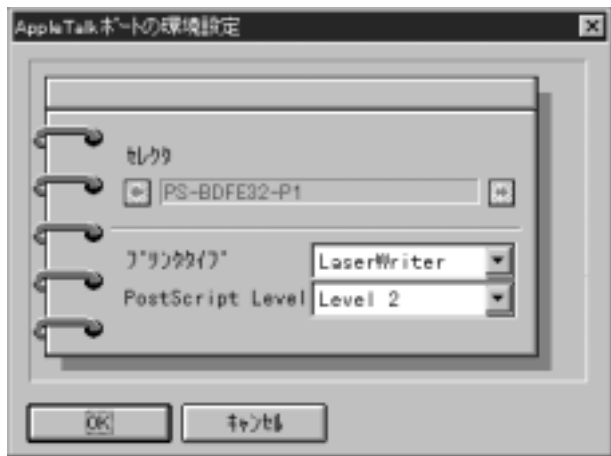 AppleTalkポートの環境設定
セレクタ
PS-BDFE32-P1
プリンタタイプ LaserWriter
PostScript Level Level 2
OK キャンセル